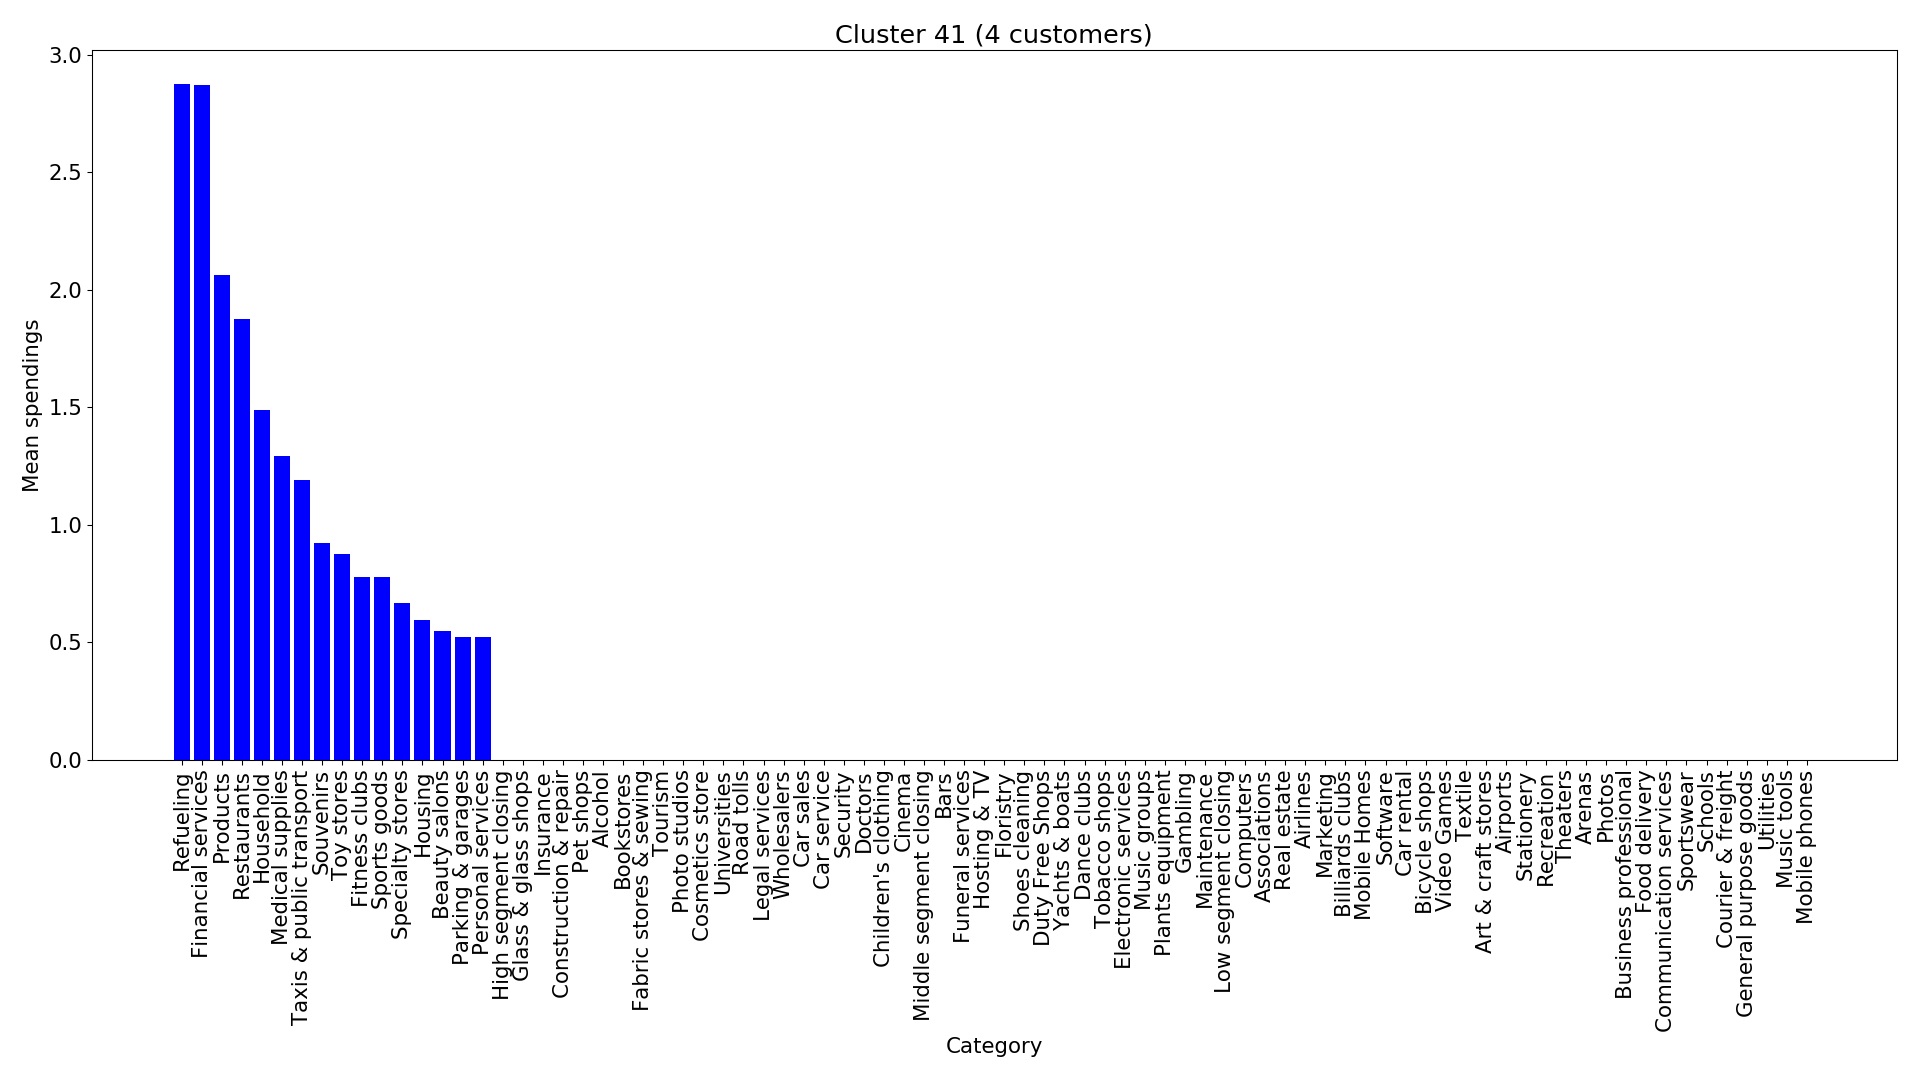 Cluster 41 (4 customers)
3.0
2.5
2.0
1.5
1.0
0.5
0.0
Mean spendings
Refueling
Financial services
Products
Restaurants
Household
Medical supplies
Taxis & public transport
Souvenirs
Toy stores
Fitness clubs
Sports goods
Specialty stores
Housing
Beauty salons
Parking & garages
Personal services
High segment closing
Glass & glass shops
Insurance
Construction & repair
Pet shops
Alcohol
Bookstores
Fabric stores & sewing
Tourism
Photo studios
Cosmetics store
Universities
Road tolls
Legal services
Wholesalers
Car sales
Car service
Security
Doctors
Children's clothing
Cinema
Middle segment closing
Bars
Funeral services
Hosting & TV
Floristry
Shoes cleaning
Duty Free Shops
Yachts & boats
Dance clubs
Tobacco shops
Electronic services
Music groups
Plants equipment
Gambling
Maintenance
Low segment closing
Computers
Associations
Real estate
Airlines
Marketing
Billiards clubs
Mobile Homes
Software
Car rental
Bicycle shops
Video Games
Textile
Art & craft stores
Airports
Stationery
Recreation
Theaters
Arenas
Photos
Business professional
Food delivery
Communication services
Sportswear
Schools
Courier & freight
General purpose goods
Utilities
Music tools
Mobile phones
Category